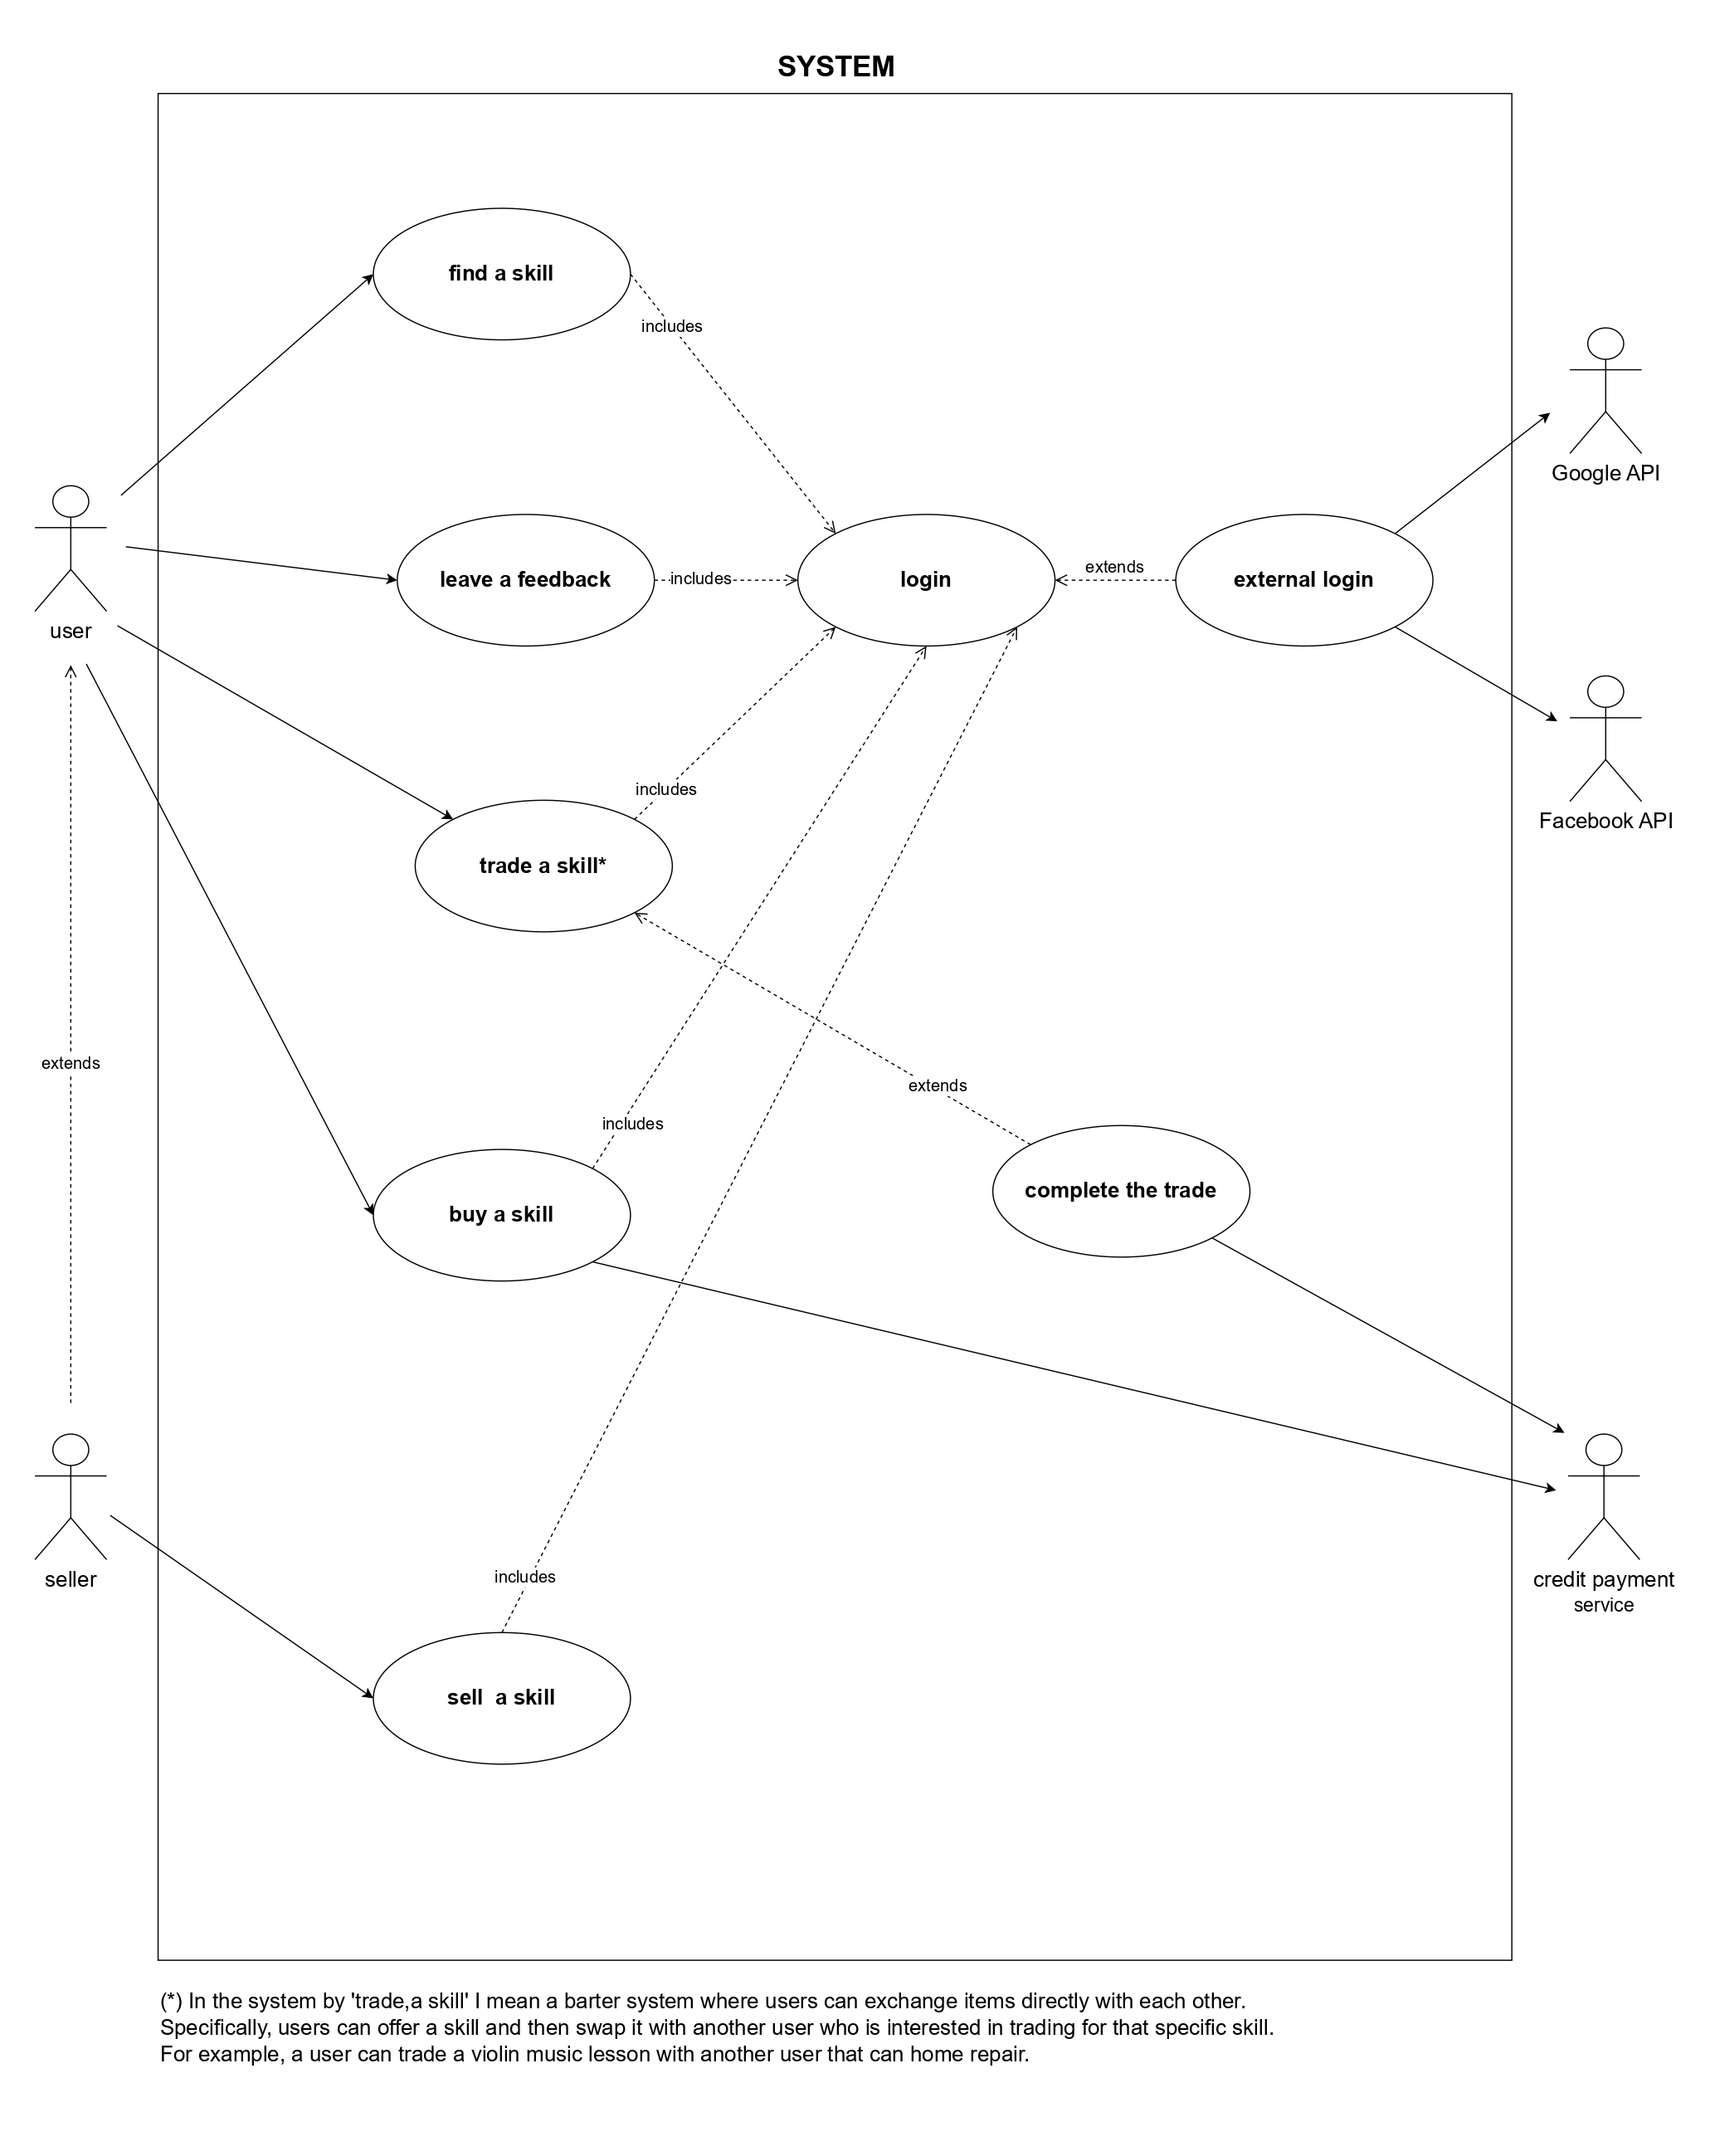 SYSTEM
find a skill
includes
Google API
leave a feedback
includes
login
extends
external login
user
includes
Facebook API
trade a skill*
extends
extends
includes
complete the trade
buy a skill
includes
seller
credit payment
service
sell  a skill
(*) In the system by 'trade,a skill' I mean a barter system where users can exchange items directly with each other.
Specifically, users can offer a skill and then swap it with another user who is interested in trading for that specific skill.
For example, a user can trade a violin music lesson with another user that can home repair.